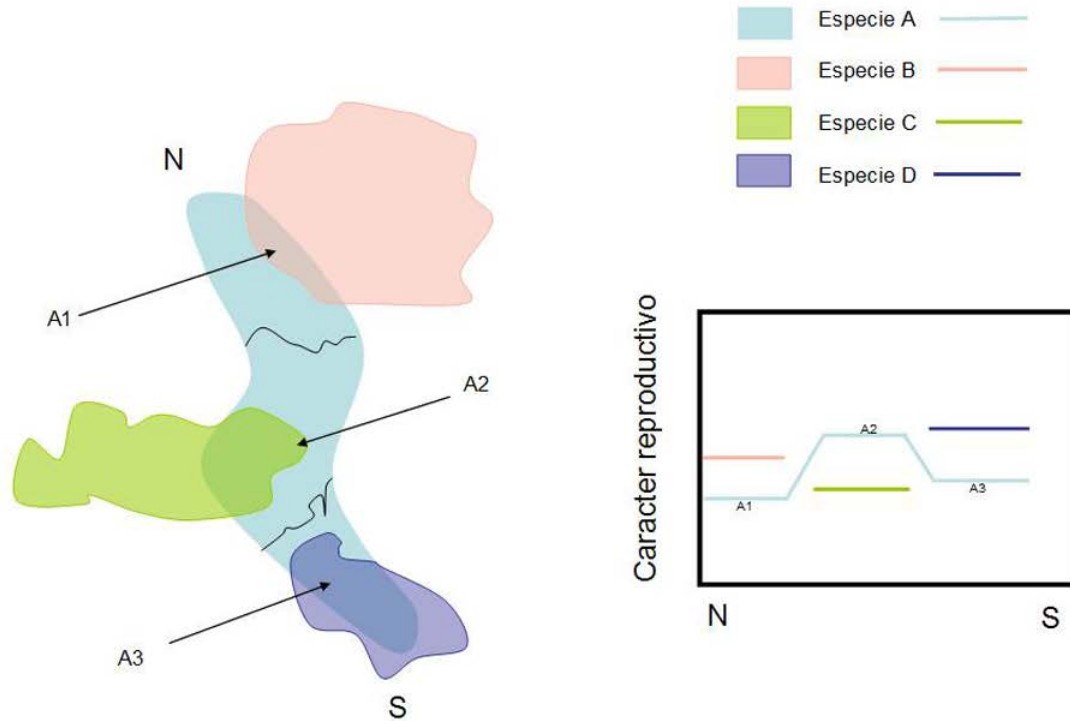 Especie A
Especie B
Especie C
Especie D
N
A1
A2
A3
S
Caracter reproductivo
A1
A2
A3
N
S